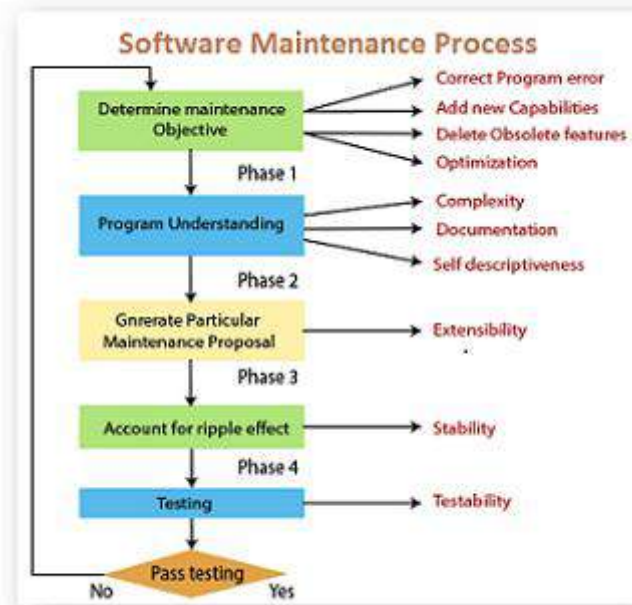 Software Maintenance Process
Determine maintenance
Objective
Correct Program error
Add new Capabilities
Delete Obsolete features
Optimization
Phase 1
Program Understanding
Complexity
Documentation
Self descriptiveness
Phase 2
Gnrerate Particular
Maintenance Proposal
Extensibility
Phase 3
Account for ripple effect
Stability
Phase 4
Testing
Testability
Pass testing
No
Yes